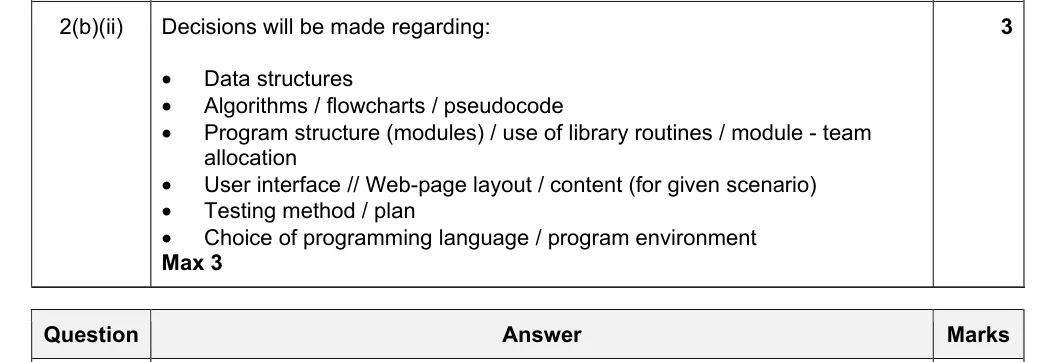 2(b)(ii) Decisions will be made regarding: 3
• Data structures
• Algorithms / flowcharts / pseudocode
• Program structure (modules) / use of library routines / module - team
allocation
• User interface // Web-page layout / content (for given scenario)
• Testing method / plan
• Choice of programming language / program environment
Max 3
Question Answer Marks